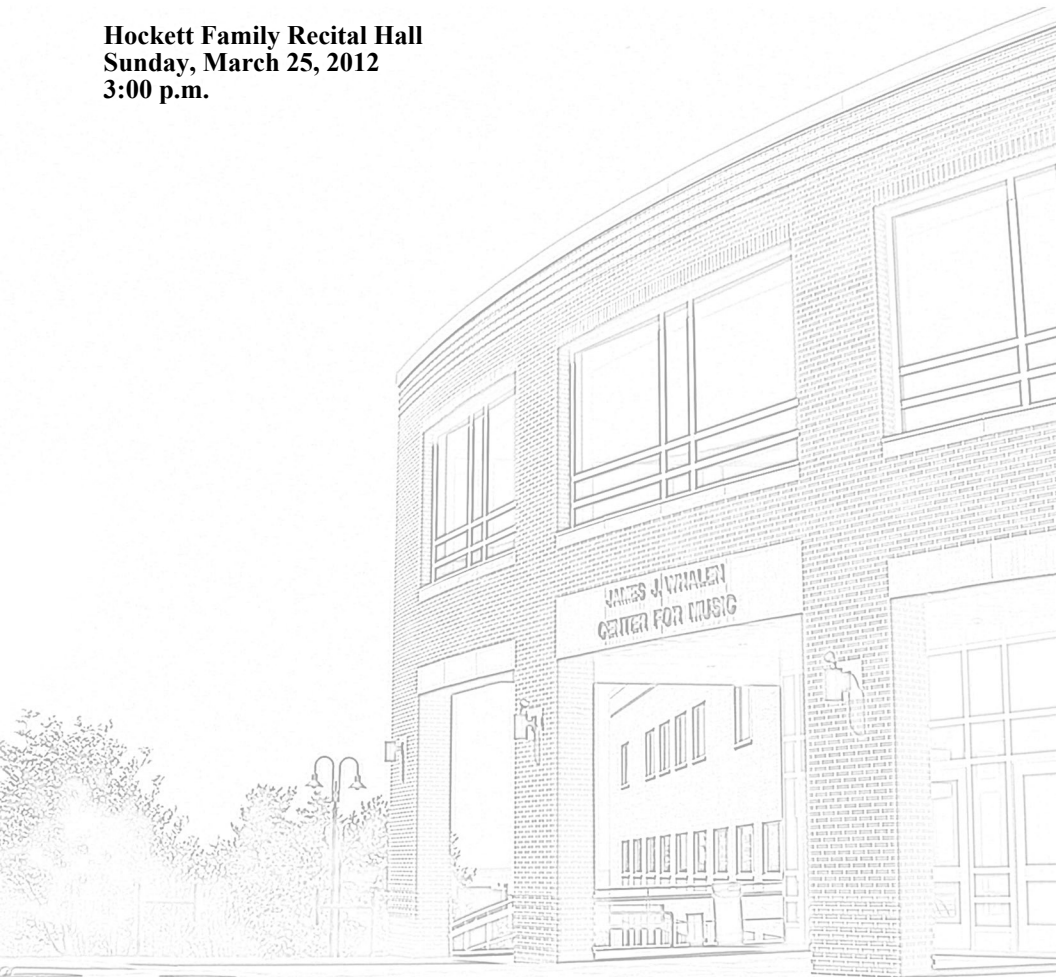 Hockett Family Recital Hall
Sunday, March 25, 2012
3:00 p.m.
JAMES J. WHALEN
CENTER FOR MUSIC